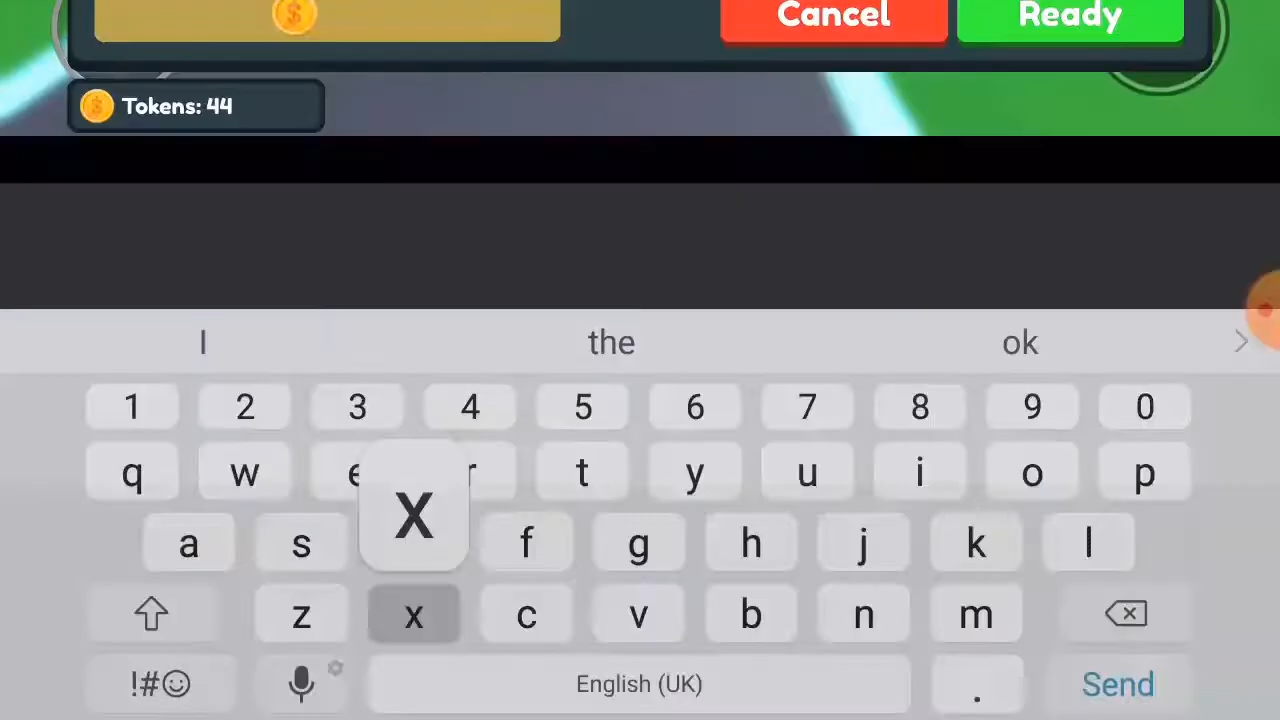 Cancel Ready
Tokens: 44
I the ok
1 2 3 4 5 6 7 8 9 0
q w e r t y u i o p
a s x f g h j k l
z x c v b n m
!#☺ English (UK) . Send